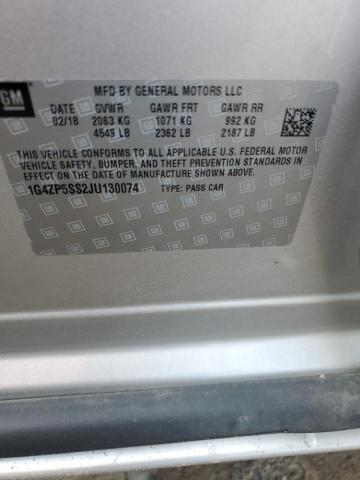 GM
MFD BY GENERAL MOTORS LLC
DATE GVWR GAWR FRT GAWR RR
02/18 2063 KG 1071 KG 992 KG
4549 LB 2362 LB 2187 LB
THIS VEHICLE CONFORMS TO ALL APPLICABLE U.S. FEDERAL MOTOR
VEHICLE SAFETY, BUMPER, AND THEFT PREVENTION STANDARDS
IN EFFECT ON THE DATE OF MANUFACTURE SHOWN ABOVE.
1G4ZP5SS2JU130074 TYPE: PASS CAR